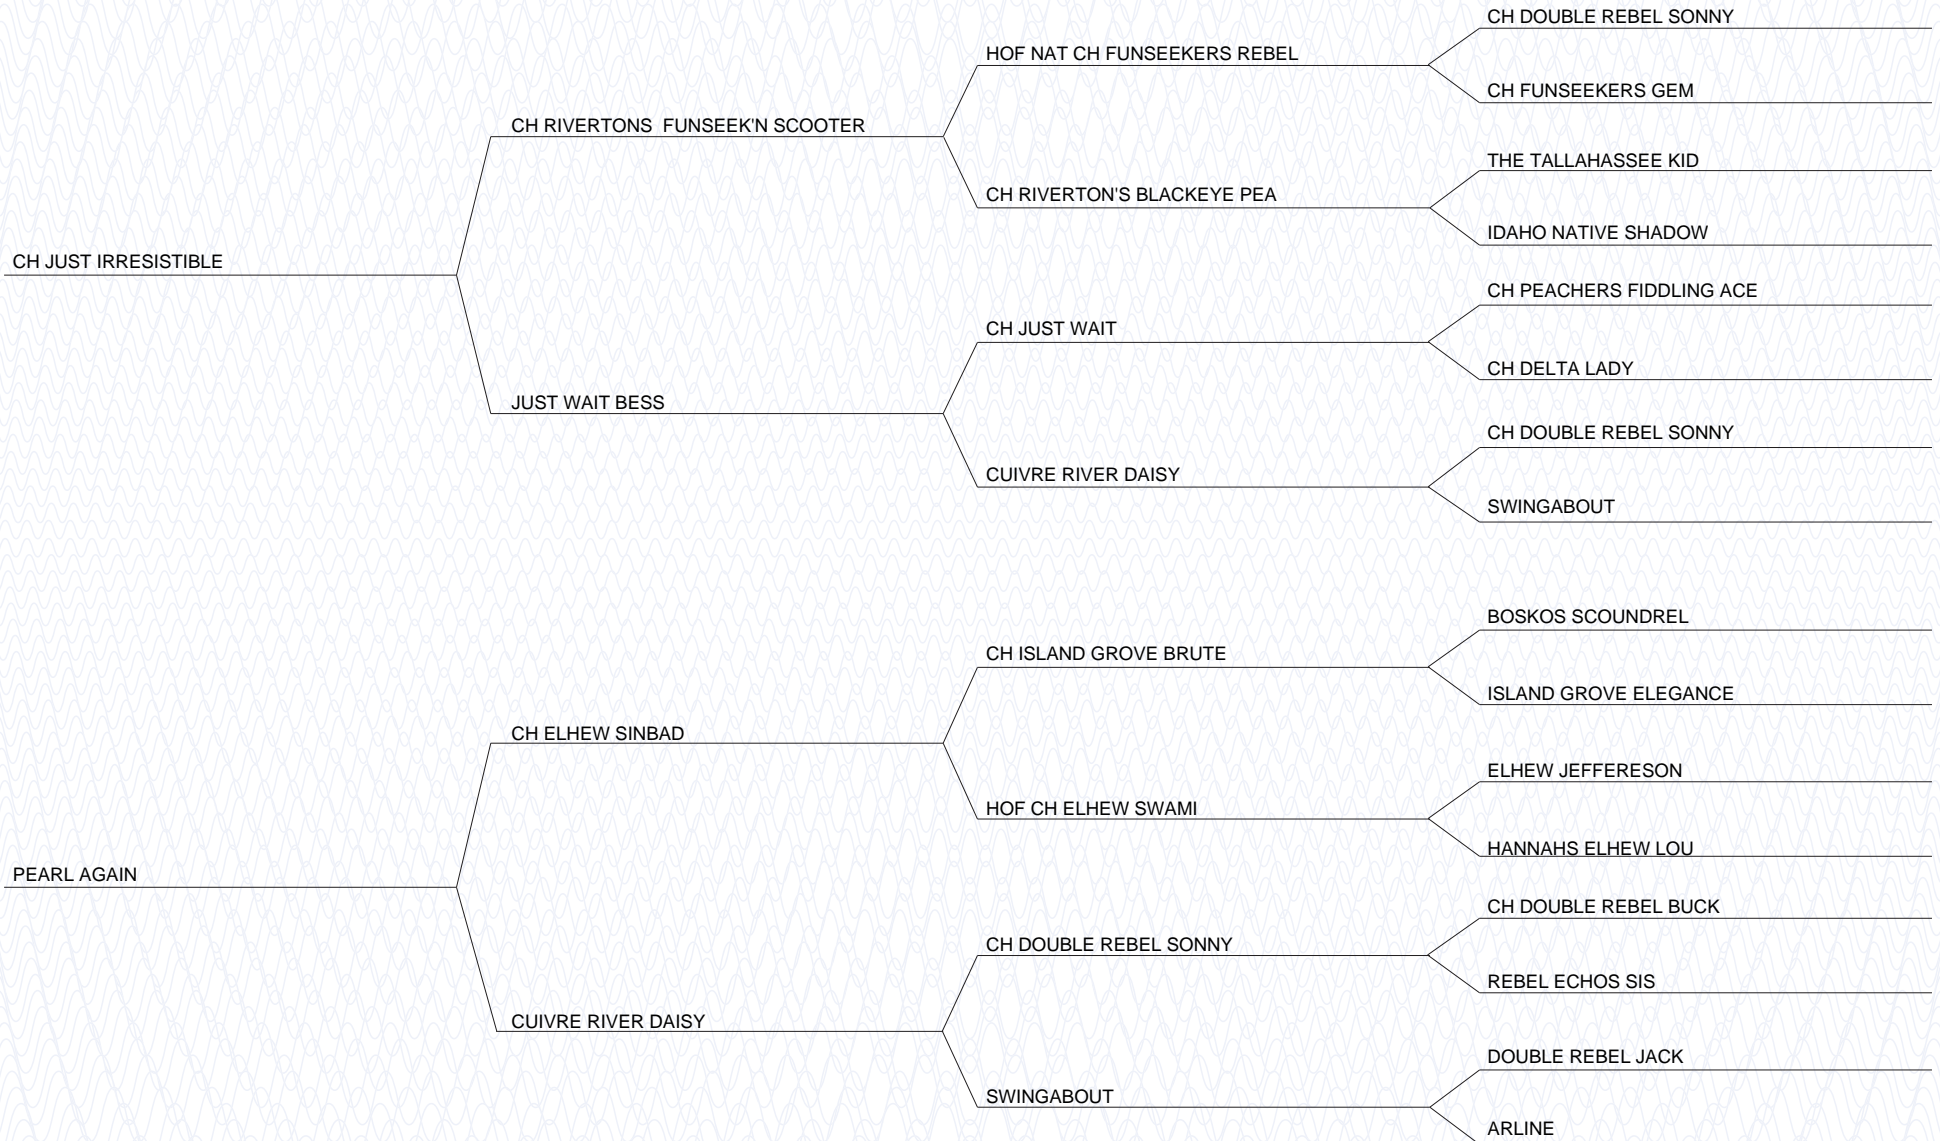 CH DOUBLE REBEL SONNY
HOF NAT CH FUNSEEKERS REBEL
CH FUNSEEKERS GEM
CH RIVERTONS  FUNSEEK'N SCOOTER
THE TALLAHASSEE KID
CH RIVERTON'S BLACKEYE PEA
IDAHO NATIVE SHADOW
CH JUST IRRESISTIBLE
CH PEACHERS FIDDLING ACE
CH JUST WAIT
CH DELTA LADY
JUST WAIT BESS
CH DOUBLE REBEL SONNY
CUIVRE RIVER DAISY
SWINGABOUT
BOSKOS SCOUNDREL
CH ISLAND GROVE BRUTE
ISLAND GROVE ELEGANCE
CH ELHEW SINBAD
ELHEW JEFFERESON
HOF CH ELHEW SWAMI
HANNAHS ELHEW LOU
PEARL AGAIN
CH DOUBLE REBEL BUCK
CH DOUBLE REBEL SONNY
REBEL ECHOS SIS
CUIVRE RIVER DAISY
DOUBLE REBEL JACK
SWINGABOUT
ARLINE